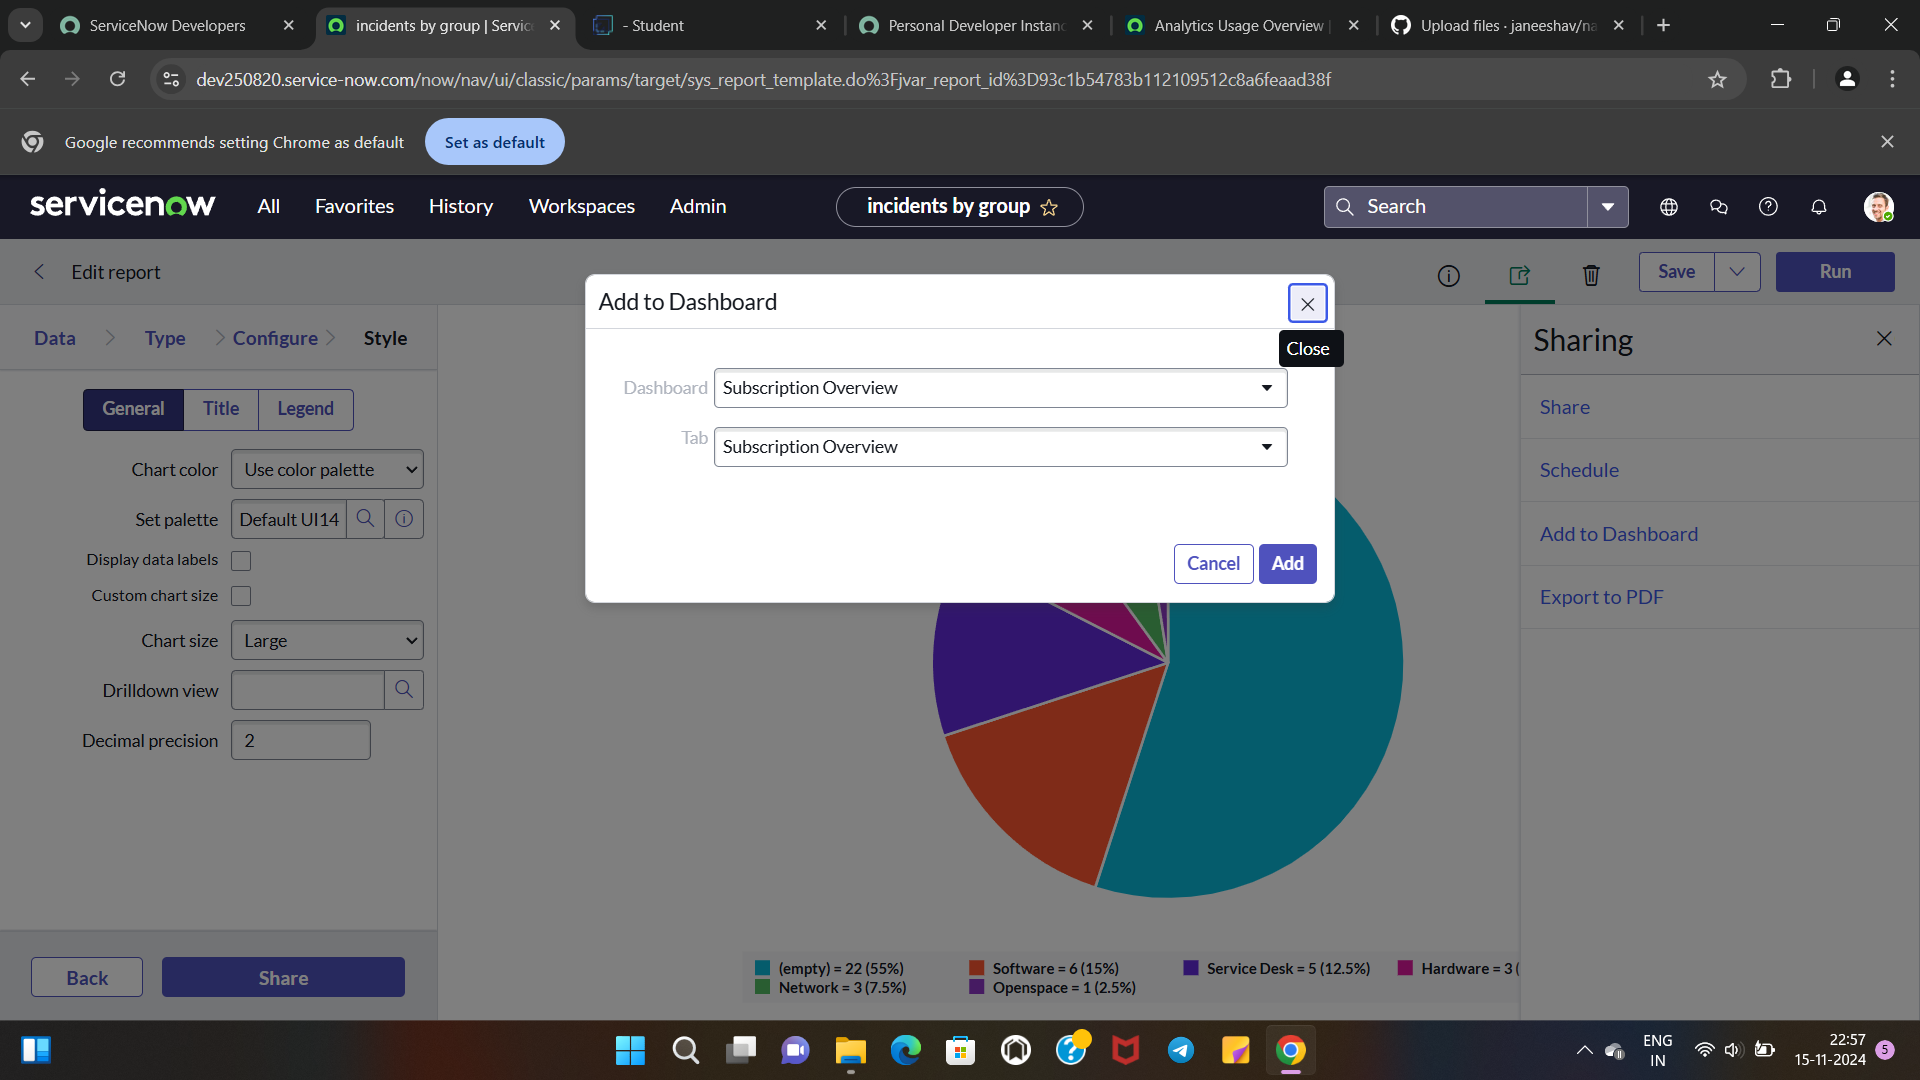 ServiceNow Developers
incidents by group | Servic
- Student
Personal Developer Instanc
Analytics Usage Overview |
Upload files · janeeshav/na
dev250820.service-now.com/now/nav/ui/classic/params/target/sys_report_template.do%3Fjvar_report_id%3D93c1b54783b112109512c8a6feaad38f
Google recommends setting Chrome as default
Set as default
servicenow
All
Favorites
History
Workspaces
Admin
incidents by group
Search
Edit report
Save
Run
Data
Type
Configure
Style
General
Title
Legend
Chart color
Use color palette
Set palette
Default UI14
Display data labels
Custom chart size
Chart size
Large
Drilldown view
Decimal precision
2
Back
Share
Add to Dashboard
Close
Dashboard
Subscription Overview
Tab
Subscription Overview
Cancel
Add
(empty) = 22 (55%)
Software = 6 (15%)
Service Desk = 5 (12.5%)
Hardware = 3 (
Network = 3 (7.5%)
Openspace = 1 (2.5%)
Sharing
Share
Schedule
Add to Dashboard
Export to PDF
ENG
IN
22:57
15-11-2024
5